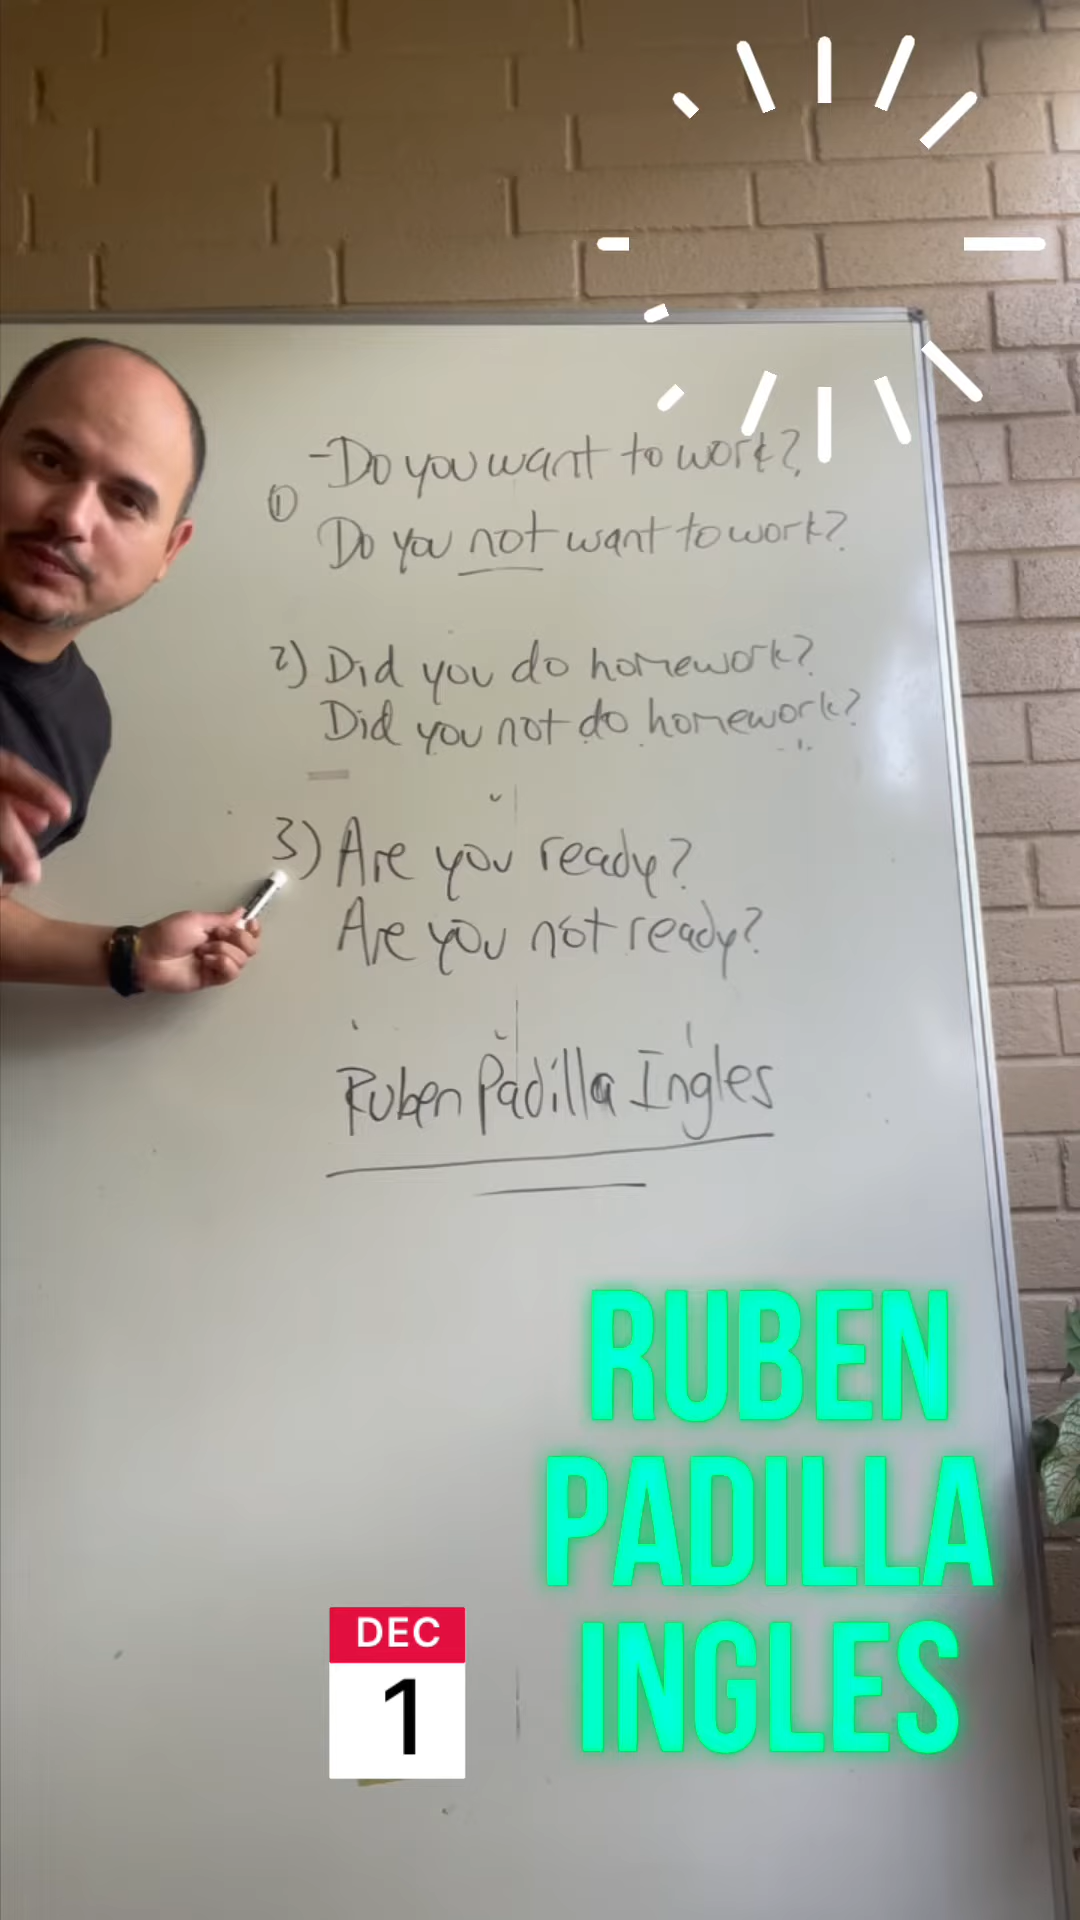 -Do you want to work?
①
Do you not want to work?
2) Did you do homework?
Did you not do homework?
3) Are you ready?
Are you not ready?
Ruben Padilla Ingles
RUBEN
PADILLA
INGLES
DEC
1